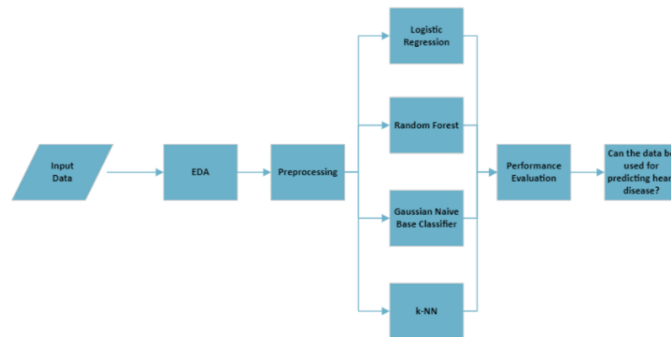 Logistic
Regression
Random Forest
Input
Data
EDA
Preprocessing
Gaussian Naive
Base Classifier
k-NN
Performance
Evaluation
Can the data be
used for
predicting hear
disease?